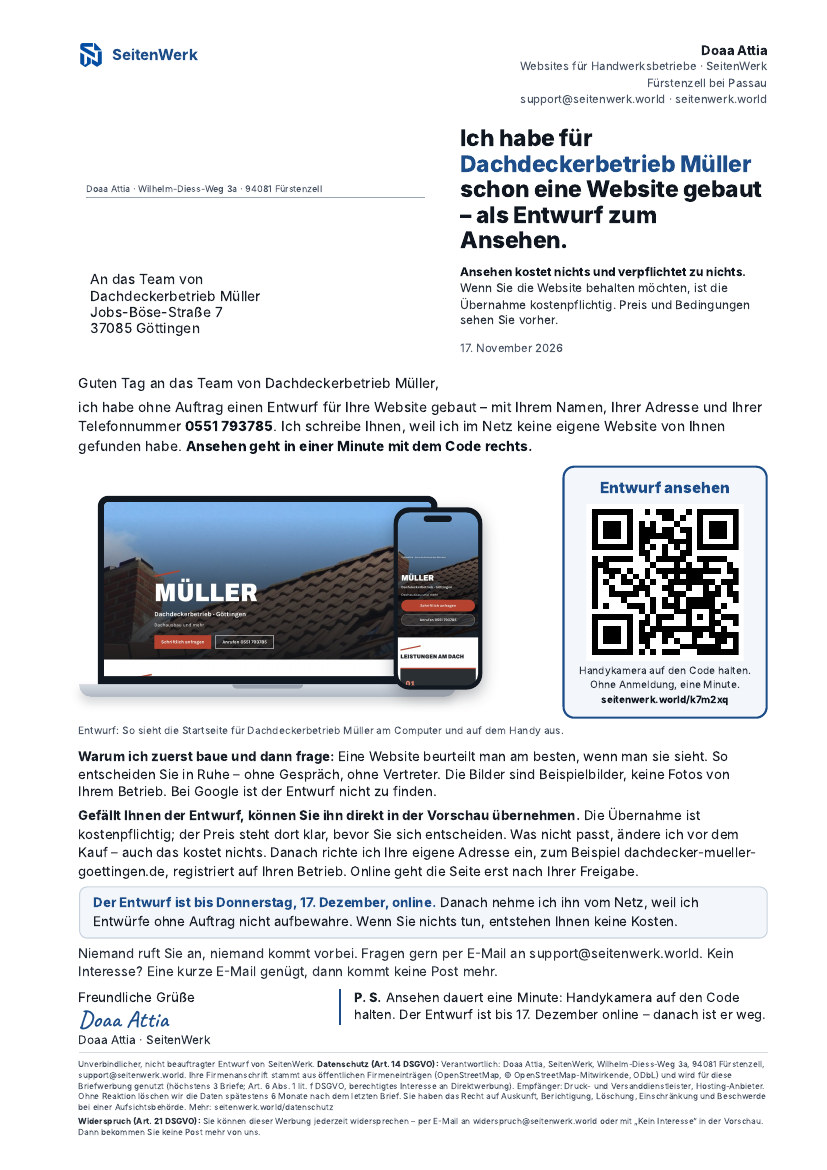 SeitenWerk
Doaa Attia
Websites für Handwerksbetriebe · SeitenWerk
Fürstenzell bei Passau
support@seitenwerk.world · seitenwerk.world
Ich habe für
Dachdeckerbetrieb Müller
schon eine Website gebaut
– als Entwurf zum
Ansehen.
Doaa Attia · Wilhelm-Diess-Weg 3a · 94081 Fürstenzell
Ansehen kostet nichts und verpflichtet zu nichts.
Wenn Sie die Website behalten möchten, ist die
Übernahme kostenpflichtig. Preis und Bedingungen
sehen Sie vorher.
An das Team von
Dachdeckerbetrieb Müller
Jobs-Böse-Straße 7
37085 Göttingen
17. November 2026
Guten Tag an das Team von Dachdeckerbetrieb Müller,
ich habe ohne Auftrag einen Entwurf für Ihre Website gebaut – mit Ihrem Namen, Ihrer Adresse und Ihrer
Telefonnummer 0551 793785. Ich schreibe Ihnen, weil ich im Netz keine eigene Website von Ihnen
gefunden habe. Ansehen geht in einer Minute mit dem Code rechts.
MÜLLER
Dachdeckerbetrieb · Göttingen
Dachausbau und mehr
Schriftlich anfragen
Anrufen 0551 793785
MÜLLER
Dachdeckerbetrieb · Göttingen
Dachausbau und mehr
Schriftlich anfragen
Anrufen 0551 793785
LEISTUNGEN AM DACH
01
Entwurf ansehen
Handykamera auf den Code halten.
Ohne Anmeldung, eine Minute.
seitenwerk.world/k7m2xq
Entwurf: So sieht die Startseite für Dachdeckerbetrieb Müller am Computer und auf dem Handy aus.
Warum ich zuerst baue und dann frage: Eine Website beurteilt man am besten, wenn man sie sieht. So
entscheiden Sie in Ruhe – ohne Gespräch, ohne Vertreter. Die Bilder sind Beispielbilder, keine Fotos von
Ihrem Betrieb. Bei Google ist der Entwurf nicht zu finden.
Gefällt Ihnen der Entwurf, können Sie ihn direkt in der Vorschau übernehmen. Die Übernahme ist
kostenpflichtig; der Preis steht dort klar, bevor Sie sich entscheiden. Was nicht passt, ändere ich vor dem
Kauf – auch das kostet nichts. Danach richte ich Ihre eigene Adresse ein, zum Beispiel dachdecker-mueller-
goettingen.de, registriert auf Ihren Betrieb. Online geht die Seite erst nach Ihrer Freigabe.
Der Entwurf ist bis Donnerstag, 17. Dezember, online. Danach nehme ich ihn vom Netz, weil ich
Entwürfe ohne Auftrag nicht aufbewahre. Wenn Sie nichts tun, entstehen Ihnen keine Kosten.
Niemand ruft Sie an, niemand kommt vorbei. Fragen gern per E-Mail an support@seitenwerk.world. Kein
Interesse? Eine kurze E-Mail genügt, dann kommt keine Post mehr.
Freundliche Grüße
Doaa Attia
Doaa Attia · SeitenWerk
P. S. Ansehen dauert eine Minute: Handykamera auf den Code
halten. Der Entwurf ist bis 17. Dezember online – danach ist er weg.
Unverbindlicher, nicht beauftragter Entwurf von SeitenWerk. Datenschutz (Art. 14 DSGVO): Verantwortlich: Doaa Attia, SeitenWerk, Wilhelm-Diess-Weg 3a, 94081 Fürstenzell,
support@seitenwerk.world. Ihre Firmenanschrift stammt aus öffentlichen Firmeneinträgen (OpenStreetMap, © OpenStreetMap-Mitwirkende, ODbL) und wird für diese
Briefwerbung genutzt (höchstens 3 Briefe; Art. 6 Abs. 1 lit. f DSGVO, berechtigtes Interesse an Direktwerbung). Empfänger: Druck- und Versanddienstleister, Hosting-Anbieter.
Ohne Reaktion löschen wir die Daten spätestens 6 Monate nach dem letzten Brief. Sie haben das Recht auf Auskunft, Berichtigung, Löschung, Einschränkung und Beschwerde
bei einer Aufsichtsbehörde. Mehr: seitenwerk.world/datenschutz
Widerspruch (Art. 21 DSGVO): Sie können dieser Werbung jederzeit widersprechen – per E-Mail an widerspruch@seitenwerk.world oder mit „Kein Interesse“ in der Vorschau.
Dann bekommen Sie keine Post mehr von uns.